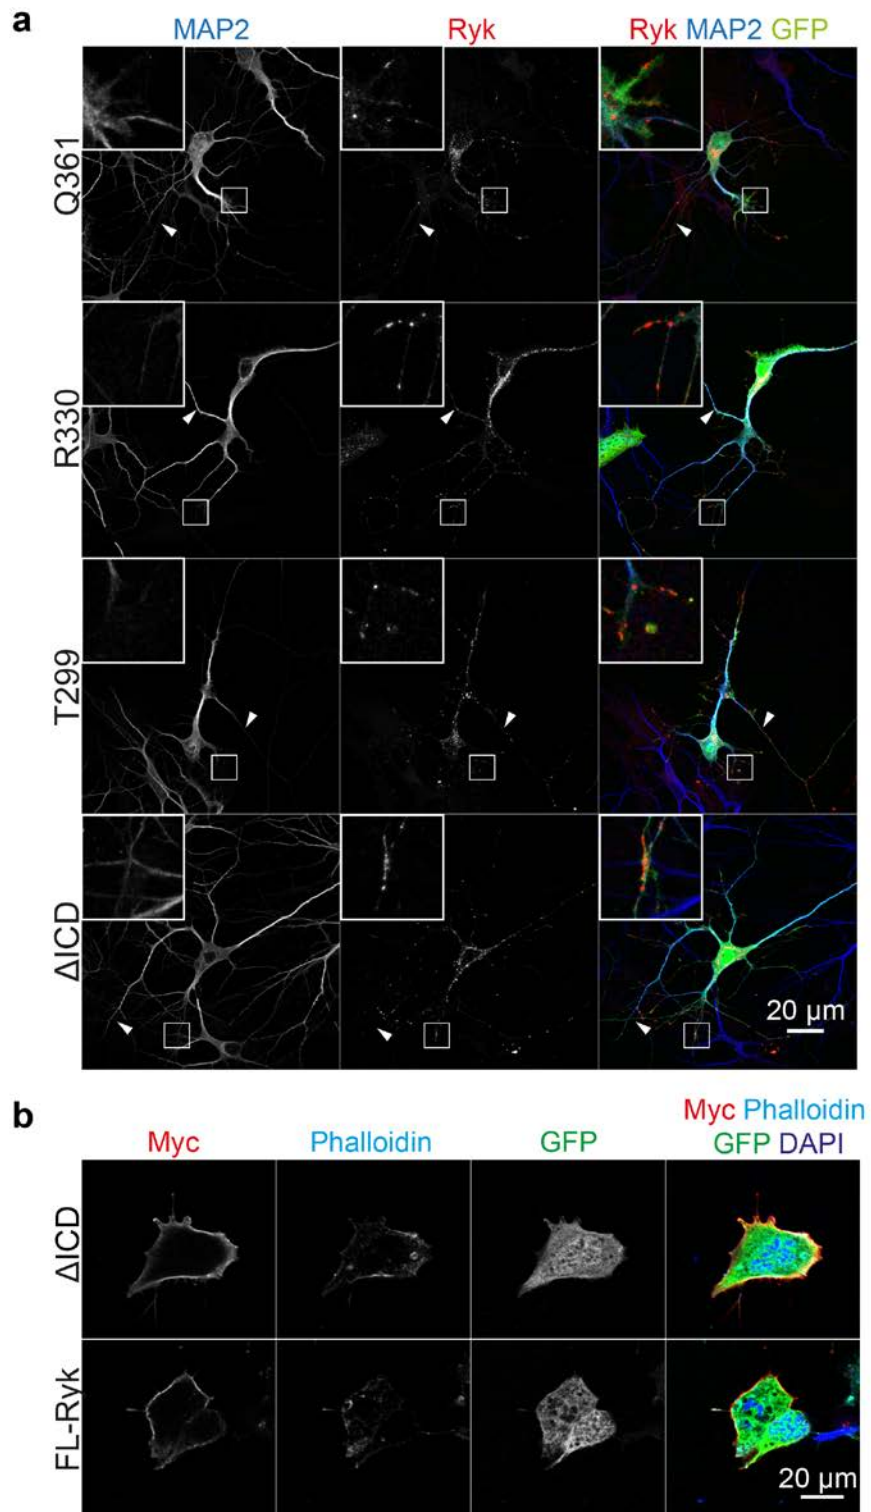 a
MAP2 Ryk Ryk MAP2 GFP
Q361
R330
T299
ΔICD
20 µm
b
Myc Phalloidin GFP Myc Phalloidin
GFP DAPI
ΔICD
FL-Ryk
20 µm